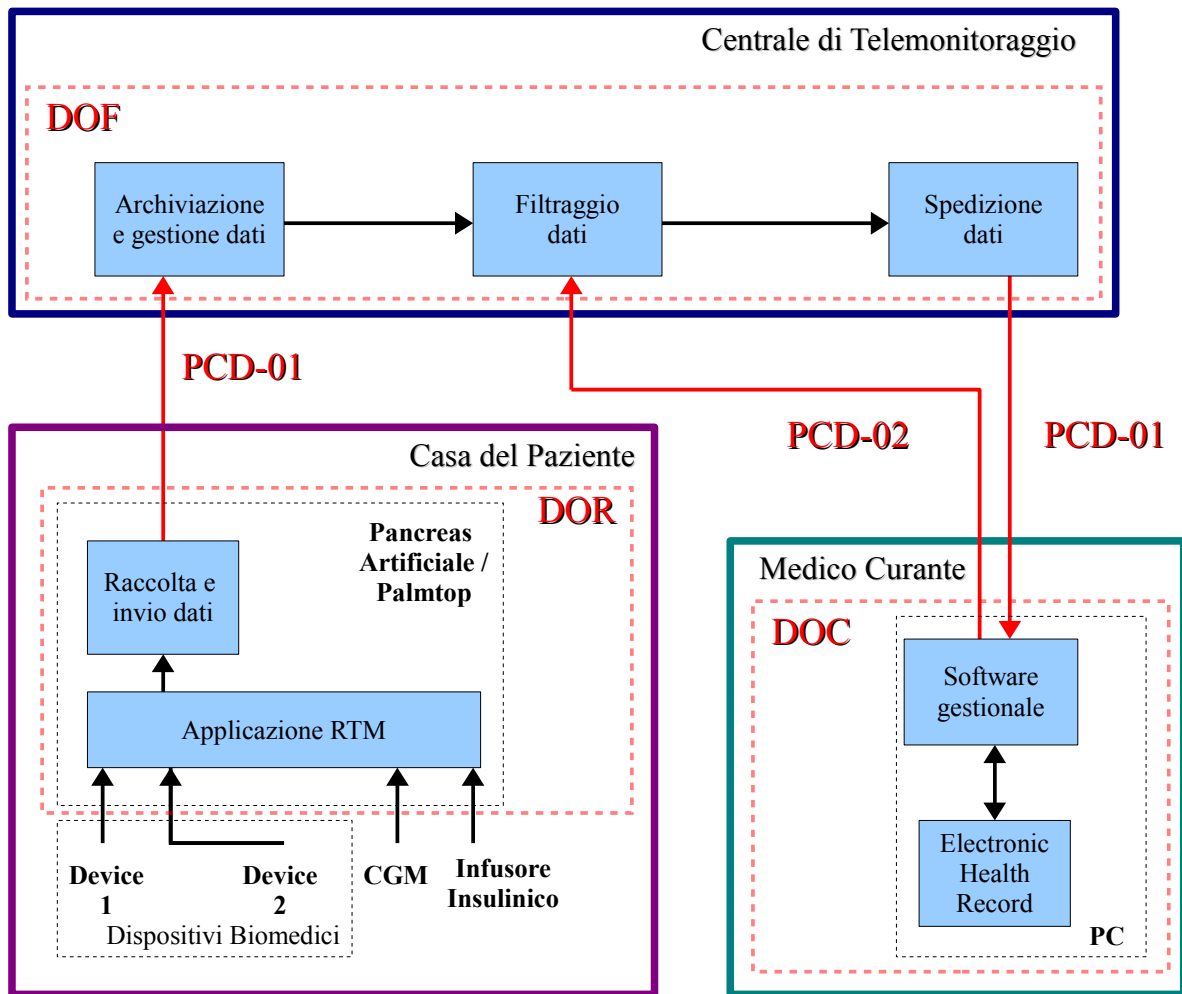 Centrale di Telemonitoraggio
DOF
Archiviazione
e gestione dati
Filtraggio
dati
Spedizione
dati
PCD-01
PCD-02
PCD-01
Casa del Paziente
DOR
Pancreas
Artificiale /
Palmtop
Raccolta e
invio dati
Applicazione RTM
Device
1
Device
2
CGM
Infusore
Insulinico
Dispositivi Biomedici
Medico Curante
DOC
Software
gestionale
Electronic
Health
Record
PC